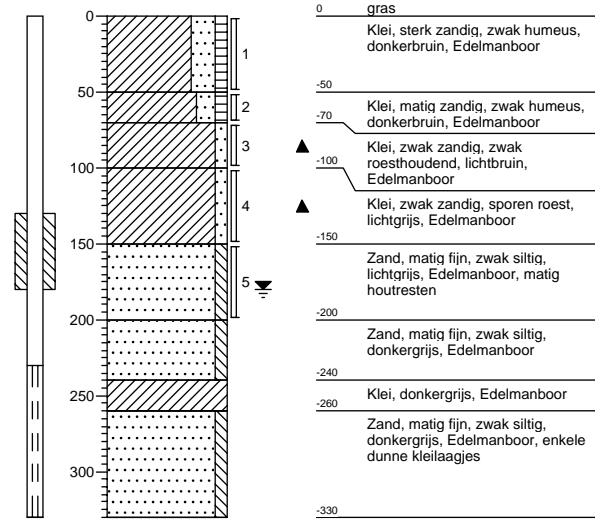 0
50
100
150
200
250
300
1
2
3
4
5
0 gras
Klei, sterk zandig, zwak humeus,
donkerbruin, Edelmanboor
-50
Klei, matig zandig, zwak humeus,
donkerbruin, Edelmanboor
-70
Klei, zwak zandig, zwak
roesthoudend, lichtbruin,
Edelmanboor
-100
Klei, zwak zandig, sporen roest,
lichtgrijs, Edelmanboor
-150
Zand, matig fijn, zwak siltig,
lichtgrijs, Edelmanboor, matig
houtresten
-200
Zand, matig fijn, zwak siltig,
donkergrijs, Edelmanboor
-240
Klei, donkergrijs, Edelmanboor
-260
Zand, matig fijn, zwak siltig,
donkergrijs, Edelmanboor, enkele
dunne kleilaagjes
-330